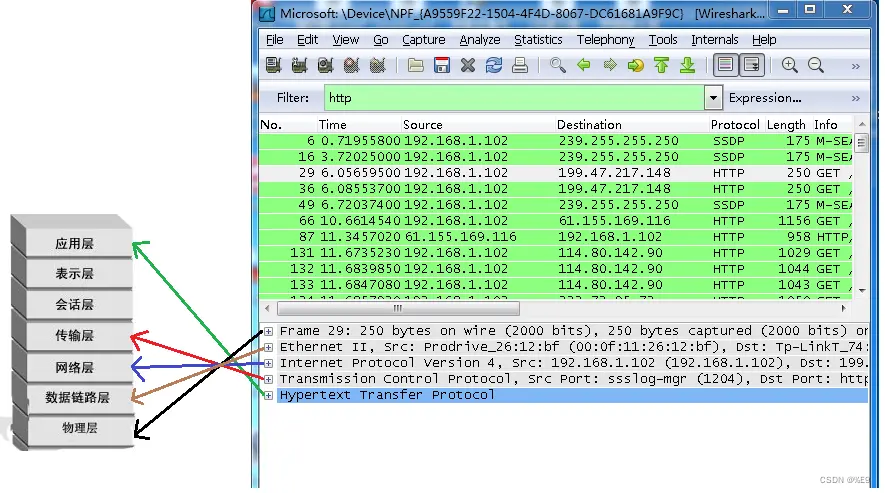 Microsoft: \Device\NPF_{A9559F22-1504-4F4D-8067-DC61681A9F9C} [Wireshark...
File Edit View Go Capture Analyze Statistics Telephony Tools Internals Help
Filter: http Expression...
No. Time Source Destination Protocol Length Info
6 0.71955800 192.168.1.102 239.255.255.250 SSDP 175 M-SEA
16 3.72025000 192.168.1.102 239.255.255.250 SSDP 175 M-SEA
29 6.05659500 192.168.1.102 199.47.217.148 HTTP 250 GET /
36 6.08553700 192.168.1.102 199.47.217.148 HTTP 250 GET /
49 6.72037400 192.168.1.102 239.255.255.250 SSDP 175 M-SEA
66 10.6614540 192.168.1.102 61.155.169.116 HTTP 1156 GET
87 11.3457020 61.155.169.116 192.168.1.102 HTTP 958 HTTP/
131 11.6735230 192.168.1.102 114.80.142.90 HTTP 1029 GET
132 11.6839850 192.168.1.102 114.80.142.90 HTTP 1044 GET
133 11.6847080 192.168.1.102 114.80.142.90 HTTP 1043 GET
应用层
表示层
会话层
传输层
网络层
数据链路层
物理层
Frame 29: 250 bytes on wire (2000 bits), 250 bytes captured (2000 bits) on
Ethernet II, Src: Prodrive_26:12:bf (00:0f:11:26:12:bf), Dst: Tp-LinkT_74:
Internet Protocol Version 4, Src: 192.168.1.102 (192.168.1.102), Dst: 199.
Transmission Control Protocol, Src Port: ssslog-mgr (1204), Dst Port: http
Hypertext Transfer Protocol
CSDN @%E9